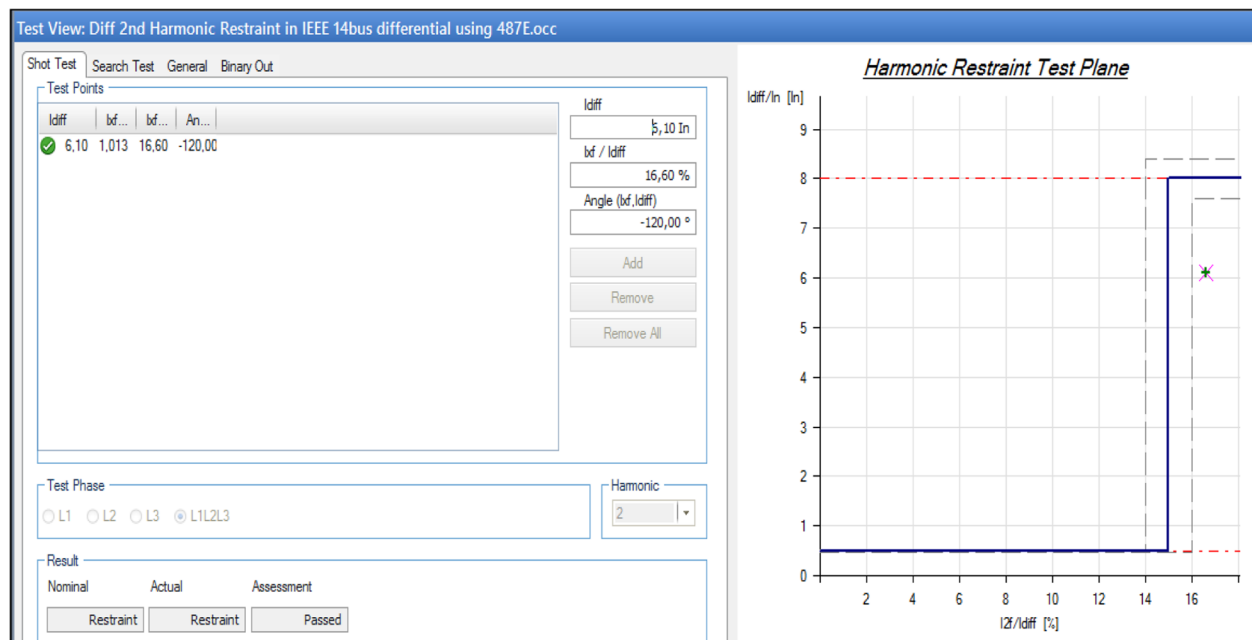 Test View: Diff 2nd Harmonic Restraint in IEEE 14bus differential using 487E.occ
Shot Test Search Test General Binary Out
Test Points
Idiff Ixf... Ixf... An...
6,10 1,013 16,60 -120,00
Idiff
6,10 In
Ixf / Idiff
16,60 %
Angle (Ixf,Idiff)
-120,00 °
Add
Remove
Remove All
Test Phase
L1 L2 L3 L1L2L3
Harmonic
2
Result
Nominal Actual Assessment
Restraint Restraint Passed
Harmonic Restraint Test Plane
Idiff/In [In]
9
8
7
6
5
4
3
2
1
0
2 4 6 8 10 12 14 16
I2f/Idiff [%]